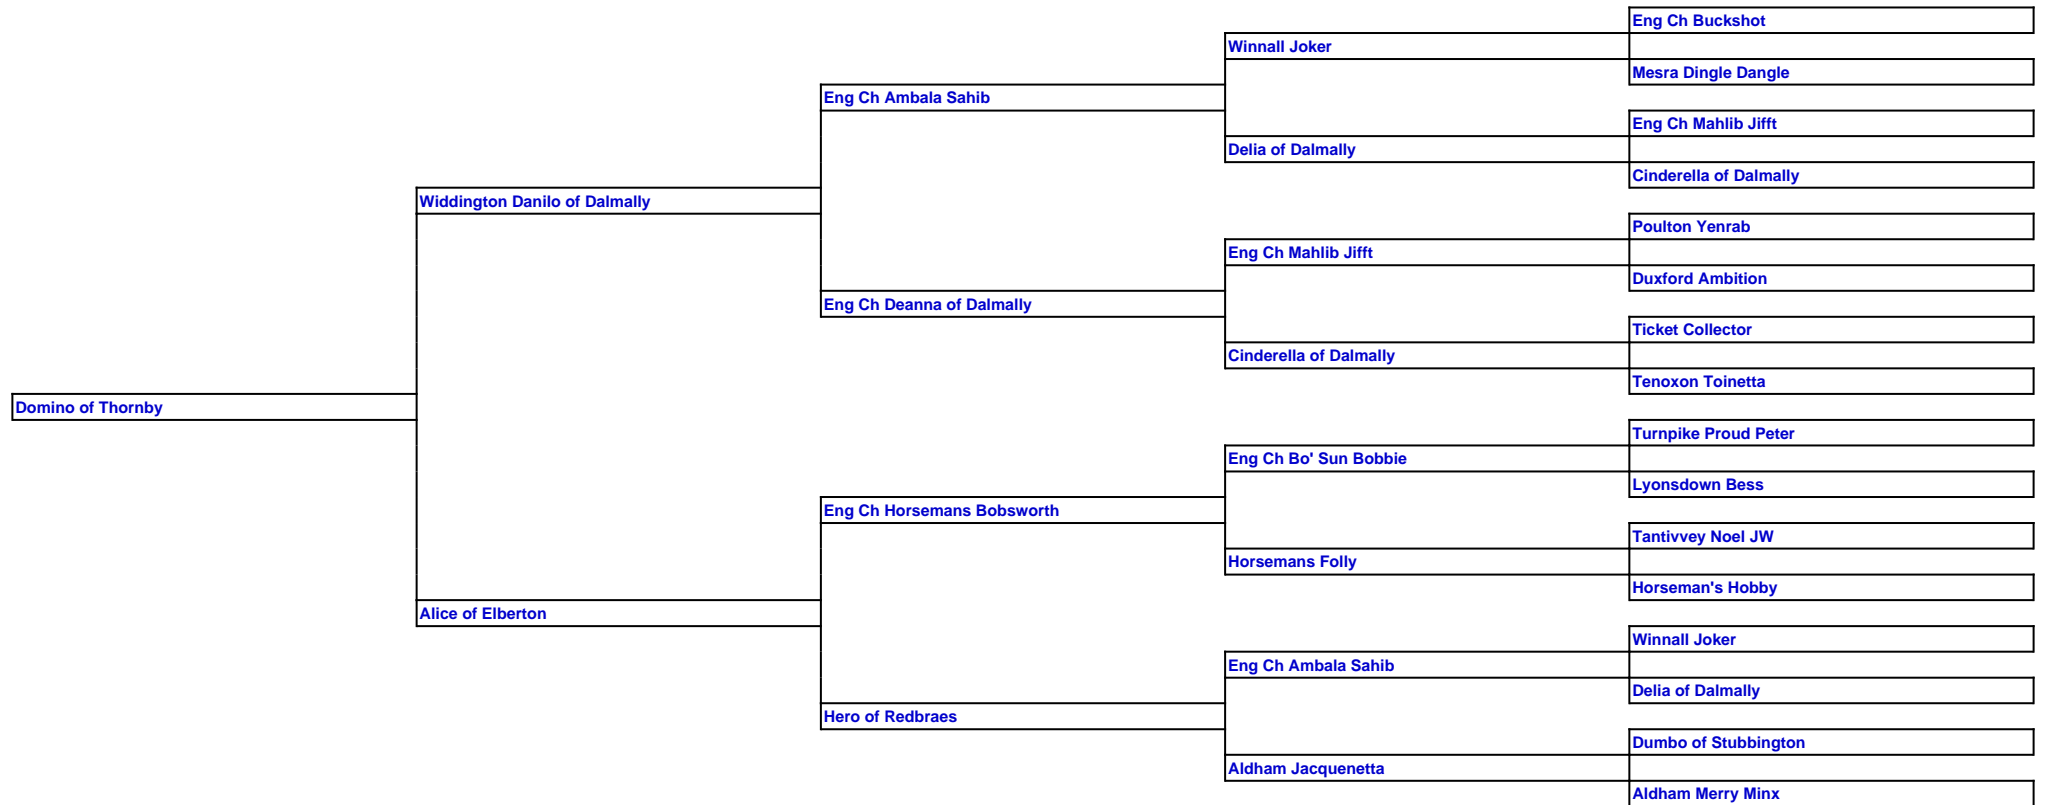 Eng Ch Buckshot
Winnall Joker
Mesra Dingle Dangle
Eng Ch Ambala Sahib
Eng Ch Mahlib Jifft
Delia of Dalmally
Cinderella of Dalmally
Widdington Danilo of Dalmally
Poulton Yenrab
Eng Ch Mahlib Jifft
Duxford Ambition
Eng Ch Deanna of Dalmally
Ticket Collector
Cinderella of Dalmally
Tenoxon Toinetta
Domino of Thornby
Turnpike Proud Peter
Eng Ch Bo' Sun Bobbie
Lyonsdown Bess
Eng Ch Horsemans Bobsworth
Tantivvey Noel JW
Horsemans Folly
Horseman's Hobby
Alice of Elberton
Winnall Joker
Eng Ch Ambala Sahib
Delia of Dalmally
Hero of Redbraes
Dumbo of Stubbington
Aldham Jacquenetta
Aldham Merry Minx